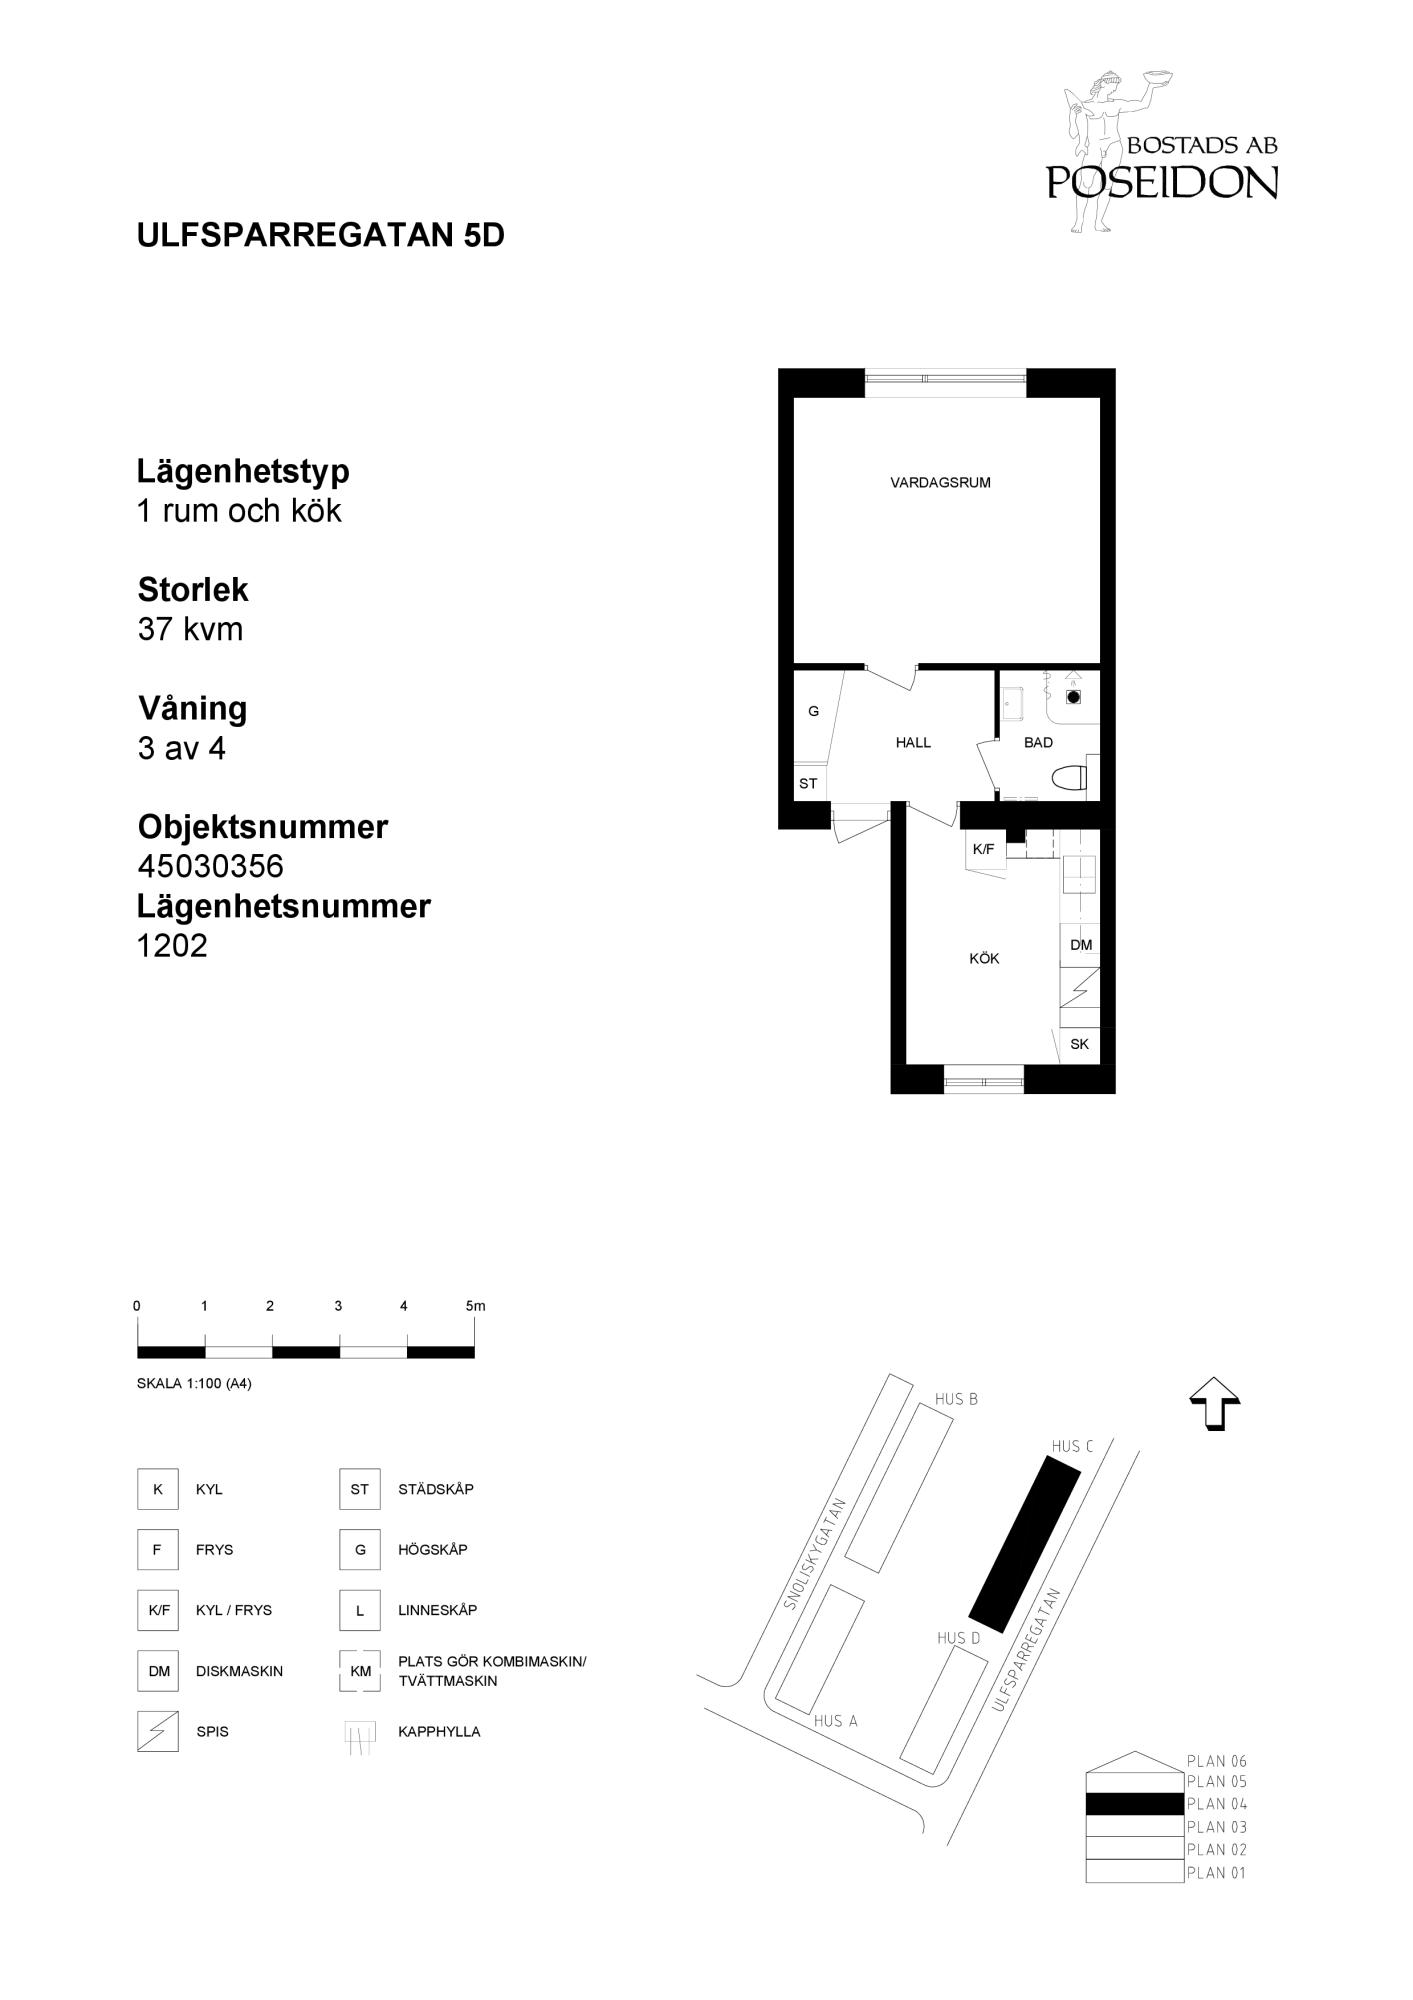 BOSTADS AB
POSEIDON
ULFSPARREGATAN 5D
Lägenhetstyp
1 rum och kök
Storlek
37 kvm
Våning
3 av 4
Objektsnummer
45030356
Lägenhetsnummer
1202
VARDAGSRUM
G
HALL
BAD
ST
K/F
DM
KÖK
SK
0 1 2 3 4 5m
SKALA 1:100 (A4)
K KYL
F FRYS
K/F KYL / FRYS
DM DISKMASKIN
SPIS
ST STÄDSKÅP
G HÖGSKÅP
L LINNESKÅP
KM PLATS GÖR KOMBIMASKIN/
TVÄTTMASKIN
KAPPHYLLA
HUS B
HUS C
SNOLISKYGATAN
ULFSPARREGATAN
HUS D
HUS A
PLAN 06
PLAN 05
PLAN 04
PLAN 03
PLAN 02
PLAN 01